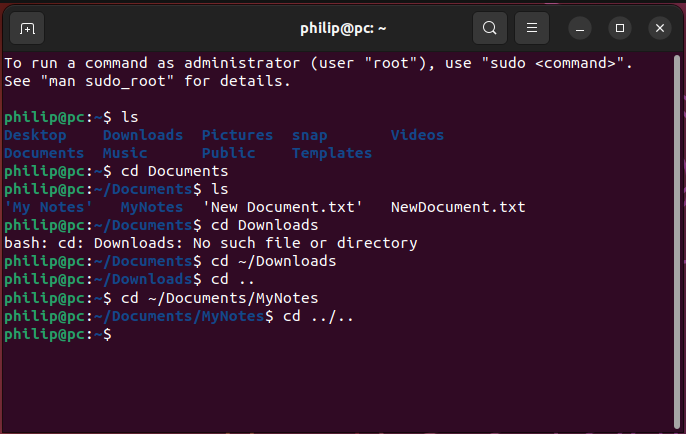 philip@pc: ~
To run a command as administrator (user "root"), use "sudo <command>".
See "man sudo_root" for details.
philip@pc:~$ ls
Desktop    Downloads  Pictures  snap       Videos
Documents  Music      Public    Templates
philip@pc:~$ cd Documents
philip@pc:~/Documents$ ls
'My Notes'   MyNotes  'New Document.txt'   NewDocument.txt
philip@pc:~/Documents$ cd Downloads
bash: cd: Downloads: No such file or directory
philip@pc:~/Documents$ cd ~/Downloads
philip@pc:~/Downloads$ cd ..
philip@pc:~$ cd ~/Documents/MyNotes
philip@pc:~/Documents/MyNotes$ cd ../..
philip@pc:~$